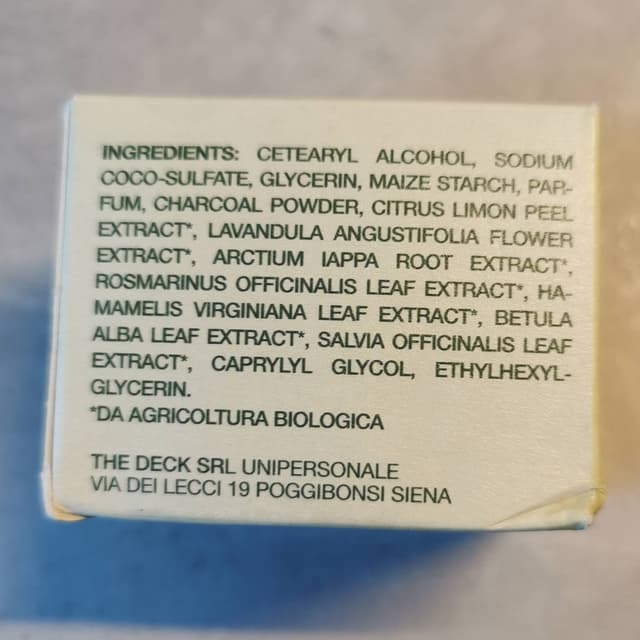 INGREDIENTS: CETEARYL ALCOHOL, SODIUM
COCO-SULFATE, GLYCERIN, MAIZE STARCH, PAR-
FUM, CHARCOAL POWDER, CITRUS LIMON PEEL
EXTRACT*, LAVANDULA ANGUSTIFOLIA FLOWER
EXTRACT*, ARCTIUM IAPPA ROOT EXTRACT*,
ROSMARINUS OFFICINALIS LEAF EXTRACT*, HA-
MAMELIS VIRGINIANA LEAF EXTRACT*, BETULA
ALBA LEAF EXTRACT*, SALVIA OFFICINALIS LEAF
EXTRACT*, CAPRYLYL GLYCOL, ETHYLHEXYL-
GLYCERIN.
*DA AGRICOLTURA BIOLOGICA
THE DECK SRL UNIPERSONALE
VIA DEI LECCI 19 POGGIBONSI SIENA